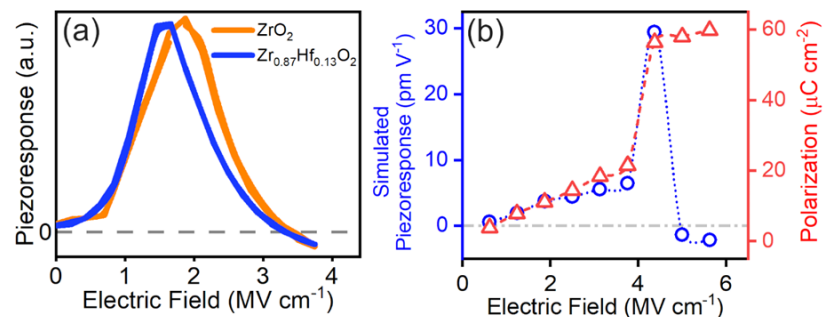 (a)
ZrO₂
Zr₀.₈₇Hf₀.₁₃O₂
Piezoresponse (a.u.)
0
0 1 2 3 4
Electric Field (MV cm⁻¹)
(b)
Simulated
Piezoresponse (pm V⁻¹)
30
20
10
0
0 2 4 6
Electric Field (MV cm⁻¹)
60
40
20
0
Polarization (μC cm⁻²)